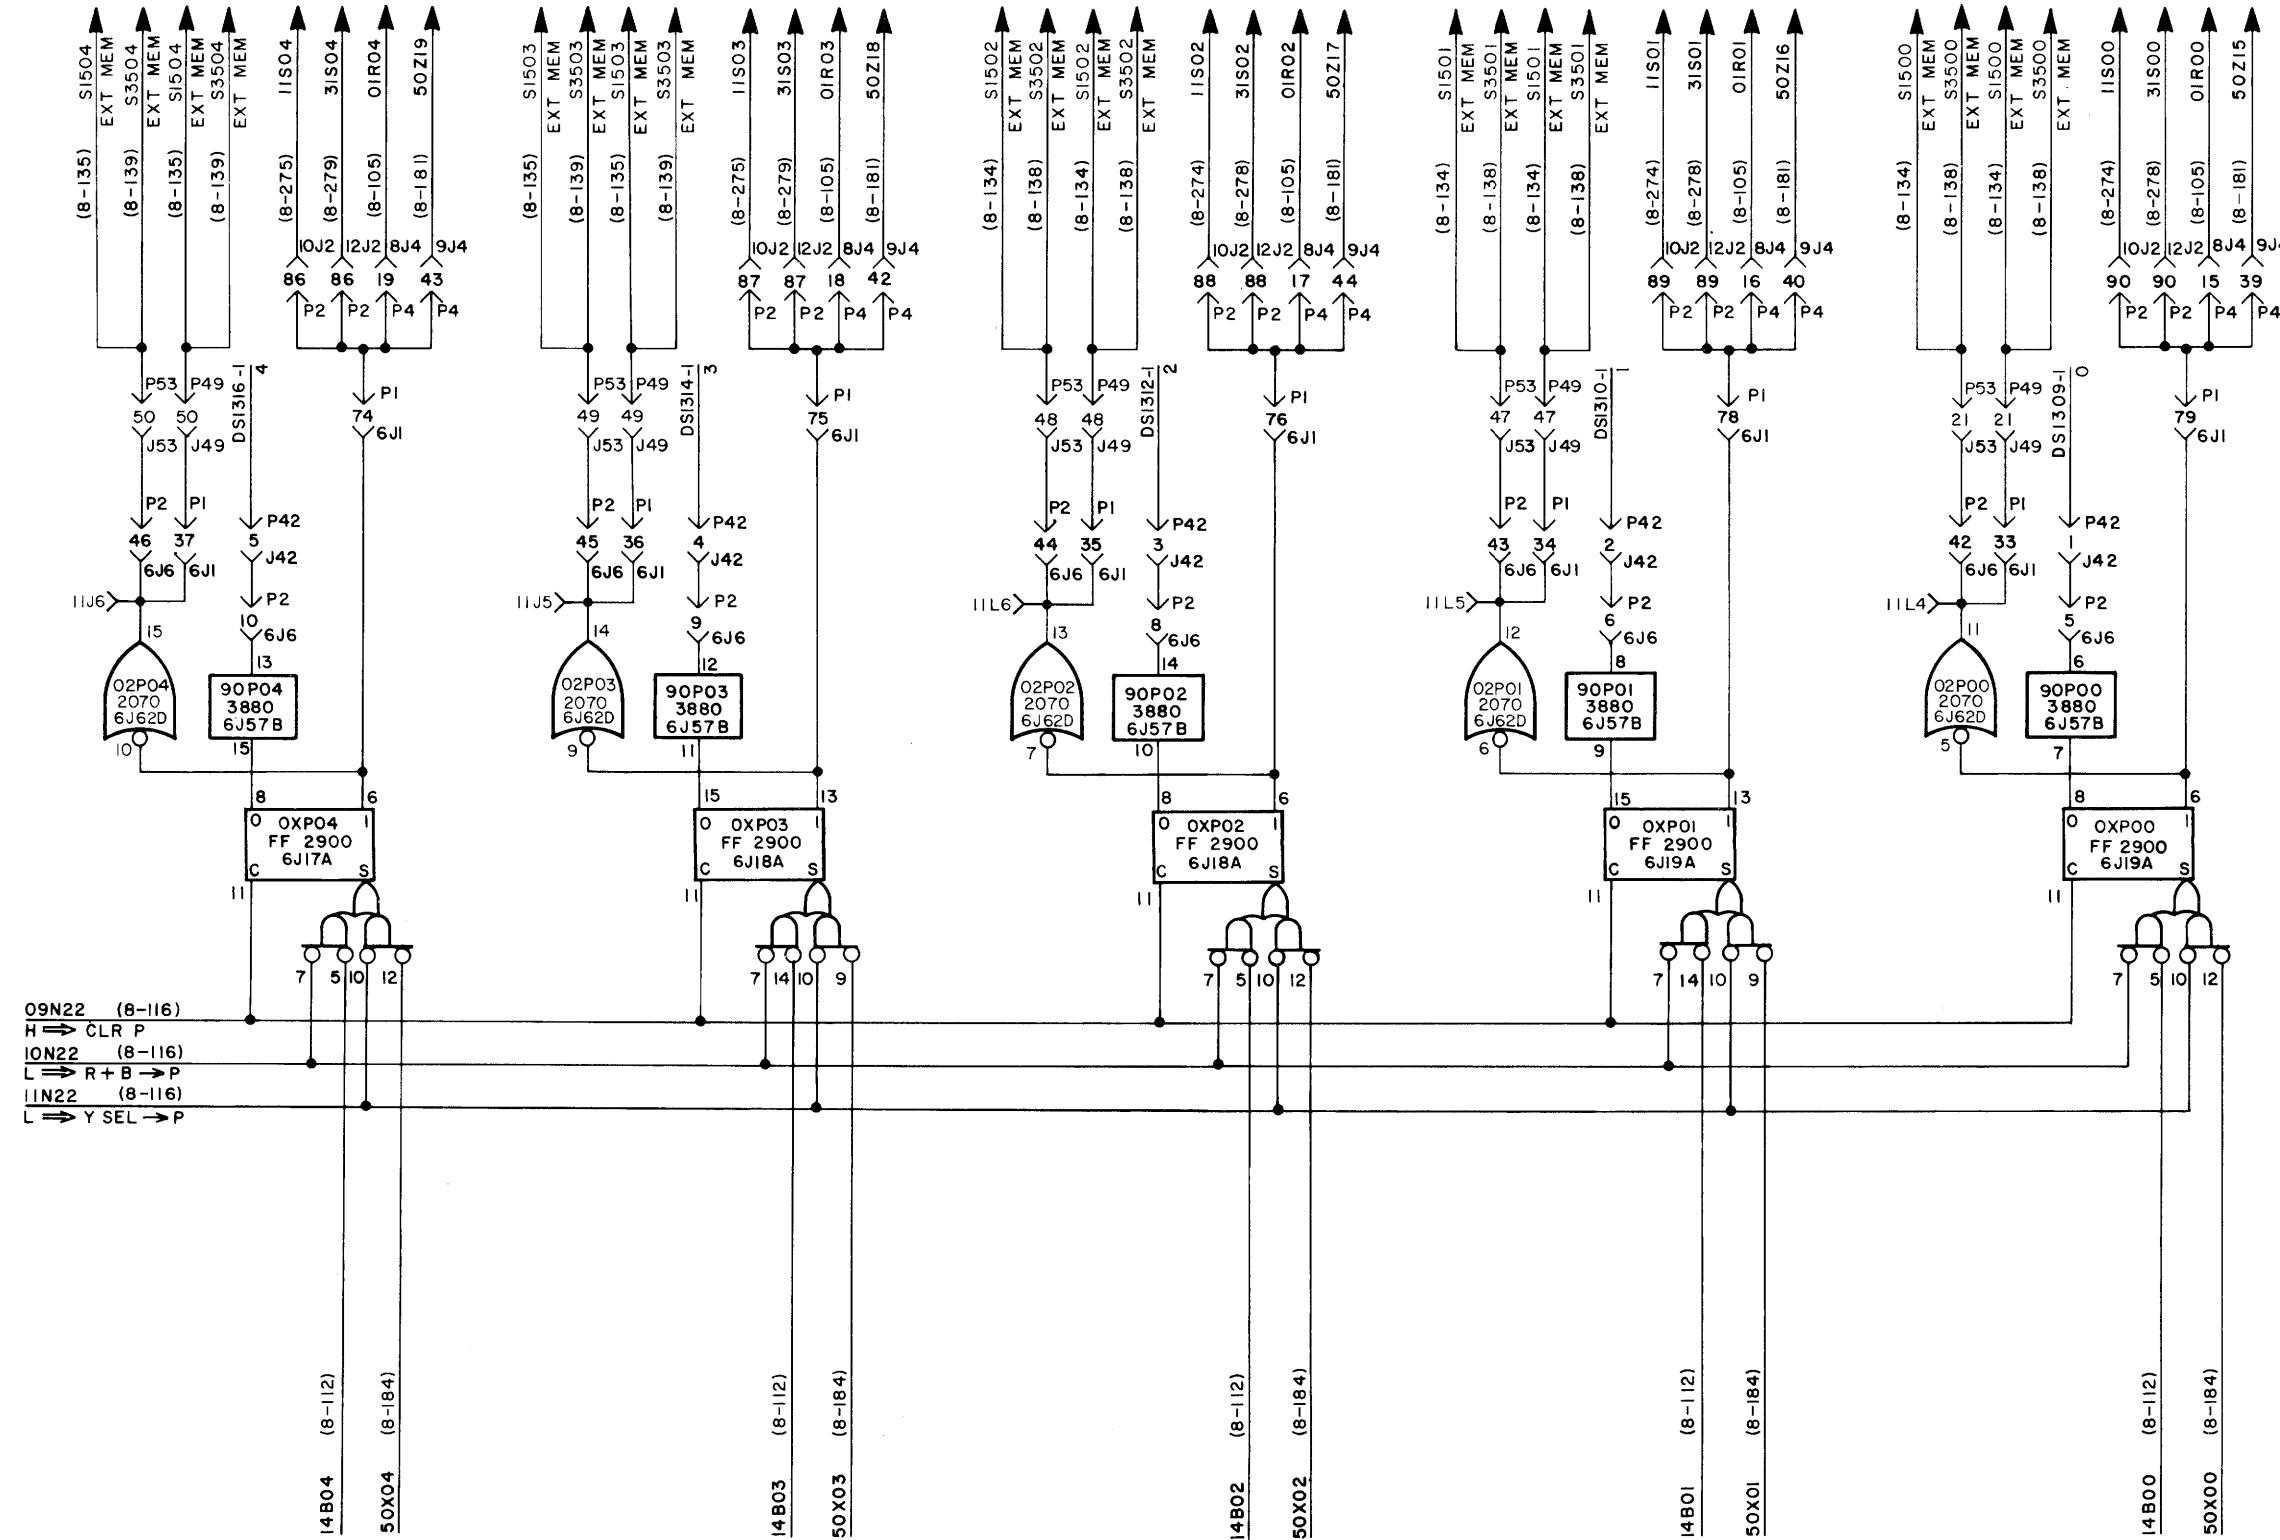 S1504
EXT MEM
(8-135)
S3504
EXT MEM
(8-139)
S1504
EXT MEM
(8-135)
S3504
EXT MEM
(8-139)
11S04
(8-275)
31S04
(8-279)
01R04
(8-105)
50Z19
(8-181)
10J2 12J2 8J4 9J4
86 86 19 43
P2 P2 P4 P4
P53 P49
50 50
J53 J49
DS1316-1
4
P1
74
6J1
P2 P1 P42
46 37 5
6J6 6J1 J42
11J6
P2
10
6J6
15
13
02P04
2070
6J62D
10
90P04
3880
6J57B
15
8 6
0 1
0XP04
FF 2900
6J17A
C S
11
7 5 10 12
S1503
EXT MEM
(8-135)
S3503
EXT MEM
(8-139)
S1503
EXT MEM
(8-135)
S3503
EXT MEM
(8-139)
11S03
(8-275)
31S03
(8-279)
01R03
(8-105)
50Z18
(8-181)
10J2 12J2 8J4 9J4
87 87 18 42
P2 P2 P4 P4
P53 P49
49 49
J53 J49
DS1314-1
3
P1
75
6J1
P2 P1 P42
45 36 4
6J6 6J1 J42
11J5
P2
9
6J6
14
12
02P03
2070
6J62D
9
90P03
3880
6J57B
11
15 13
0 1
0XP03
FF 2900
6J18A
C S
11
7 14 10 9
S1502
EXT MEM
(8-134)
S3502
EXT MEM
(8-138)
S1502
EXT MEM
(8-134)
S3502
EXT MEM
(8-138)
11S02
(8-274)
31S02
(8-278)
01R02
(8-105)
50Z17
(8-181)
10J2 12J2 8J4 9J4
88 88 17 44
P2 P2 P4 P4
P53 P49
48 48
J53 J49
DS1312-1
2
P1
76
6J1
P2 P1 P42
44 35 3
6J6 6J1 J42
11L6
P2
8
6J6
13
14
02P02
2070
6J62D
7
90P02
3880
6J57B
10
8 6
0 1
0XP02
FF 2900
6J18A
C S
11
7 5 10 12
S1501
EXT MEM
(8-134)
S3501
EXT MEM
(8-138)
S1501
EXT MEM
(8-134)
S3501
EXT MEM
(8-138)
11S01
(8-274)
31S01
(8-278)
01R01
(8-105)
50Z16
(8-181)
10J2 12J2 8J4 9J4
89 89 16 40
P2 P2 P4 P4
P53 P49
47 47
J53 J49
DS1310-1
1
P1
78
6J1
P2 P1 P42
43 34 2
6J6 6J1 J42
11L5
P2
6
6J6
12
8
02P01
2070
6J62D
6
90P01
3880
6J57B
9
15 13
0 1
0XP01
FF 2900
6J19A
C S
11
7 14 10 9
S1500
EXT MEM
(8-134)
S3500
EXT MEM
(8-138)
S1500
EXT MEM
(8-134)
S3500
EXT MEM
(8-138)
11S00
(8-274)
31S00
(8-278)
01R00
(8-105)
50Z15
(8-181)
10J2 12J2 8J4 9J4
90 90 15 39
P2 P2 P4 P4
P53 P49
21 21
J53 J49
DS1309-1
0
P1
79
6J1
P2 P1 P42
42 33 1
6J6 6J1 J42
11L4
P2
5
6J6
11
6
02P00
2070
6J62D
5
90P00
3880
6J57B
7
8 6
0 1
0XP00
FF 2900
6J19A
C S
11
7 5 10 12
09N22 (8-116)
H ⇒ CLR P
10N22 (8-116)
L ⇒ R + B → P
11N22 (8-116)
L ⇒ Y SEL → P
14B04 (8-112)
50X04 (8-184)
14B03 (8-112)
50X03 (8-184)
14B02 (8-112)
50X02 (8-184)
14B01 (8-112)
50X01 (8-184)
14B00 (8-112)
50X00 (8-184)